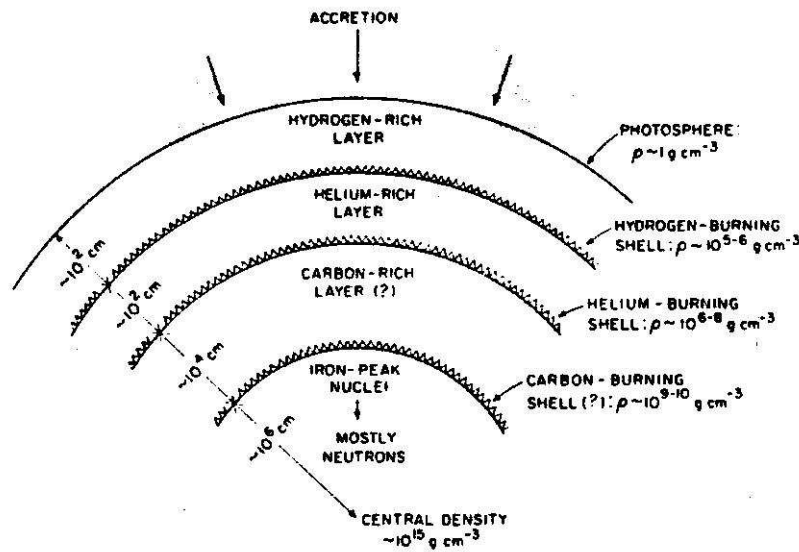 ACCRETION
HYDROGEN-RICH
LAYER
PHOTOSPHERE:
ρ~1 g cm⁻³
HELIUM-RICH
LAYER
HYDROGEN-BURNING
SHELL: ρ~10⁵⁻⁶ g cm⁻³
~10² cm
~10² cm
CARBON-RICH
LAYER (?)
HELIUM-BURNING
SHELL: ρ~10⁶⁻⁸ g cm⁻³
~10⁴ cm
IRON-PEAK
NUCLEI
CARBON-BURNING
SHELL (?): ρ~10⁹⁻¹⁰ g cm⁻³
~10⁶ cm
MOSTLY
NEUTRONS
CENTRAL DENSITY
~10¹⁵ g cm⁻³